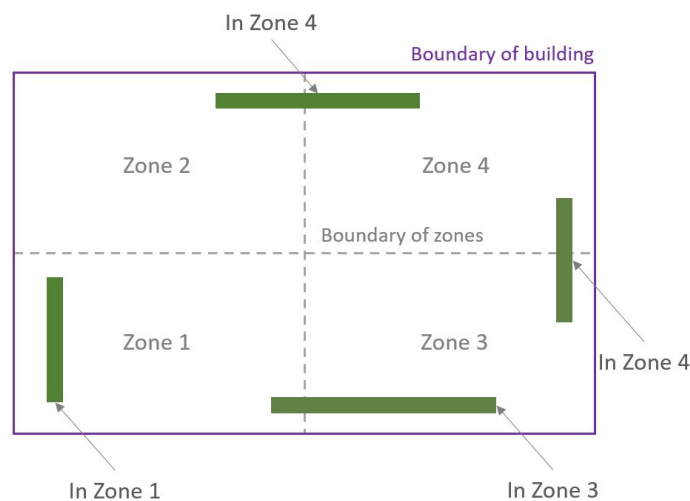 In Zone 4
Boundary of building
Zone 2
Zone 4
Boundary of zones
Zone 1
Zone 3
In Zone 4
In Zone 1
In Zone 3